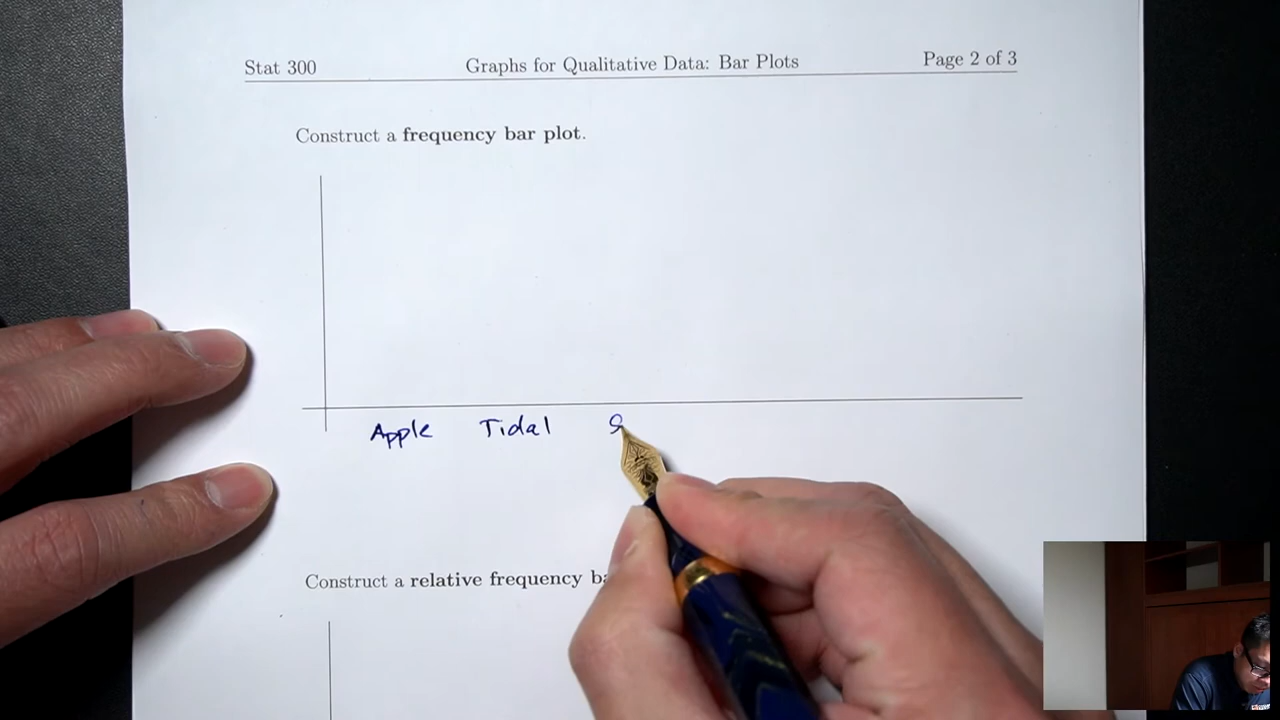 Stat 300 Graphs for Qualitative Data: Bar Plots Page 2 of 3
Construct a frequency bar plot.
Apple Tidal S
Construct a relative frequency